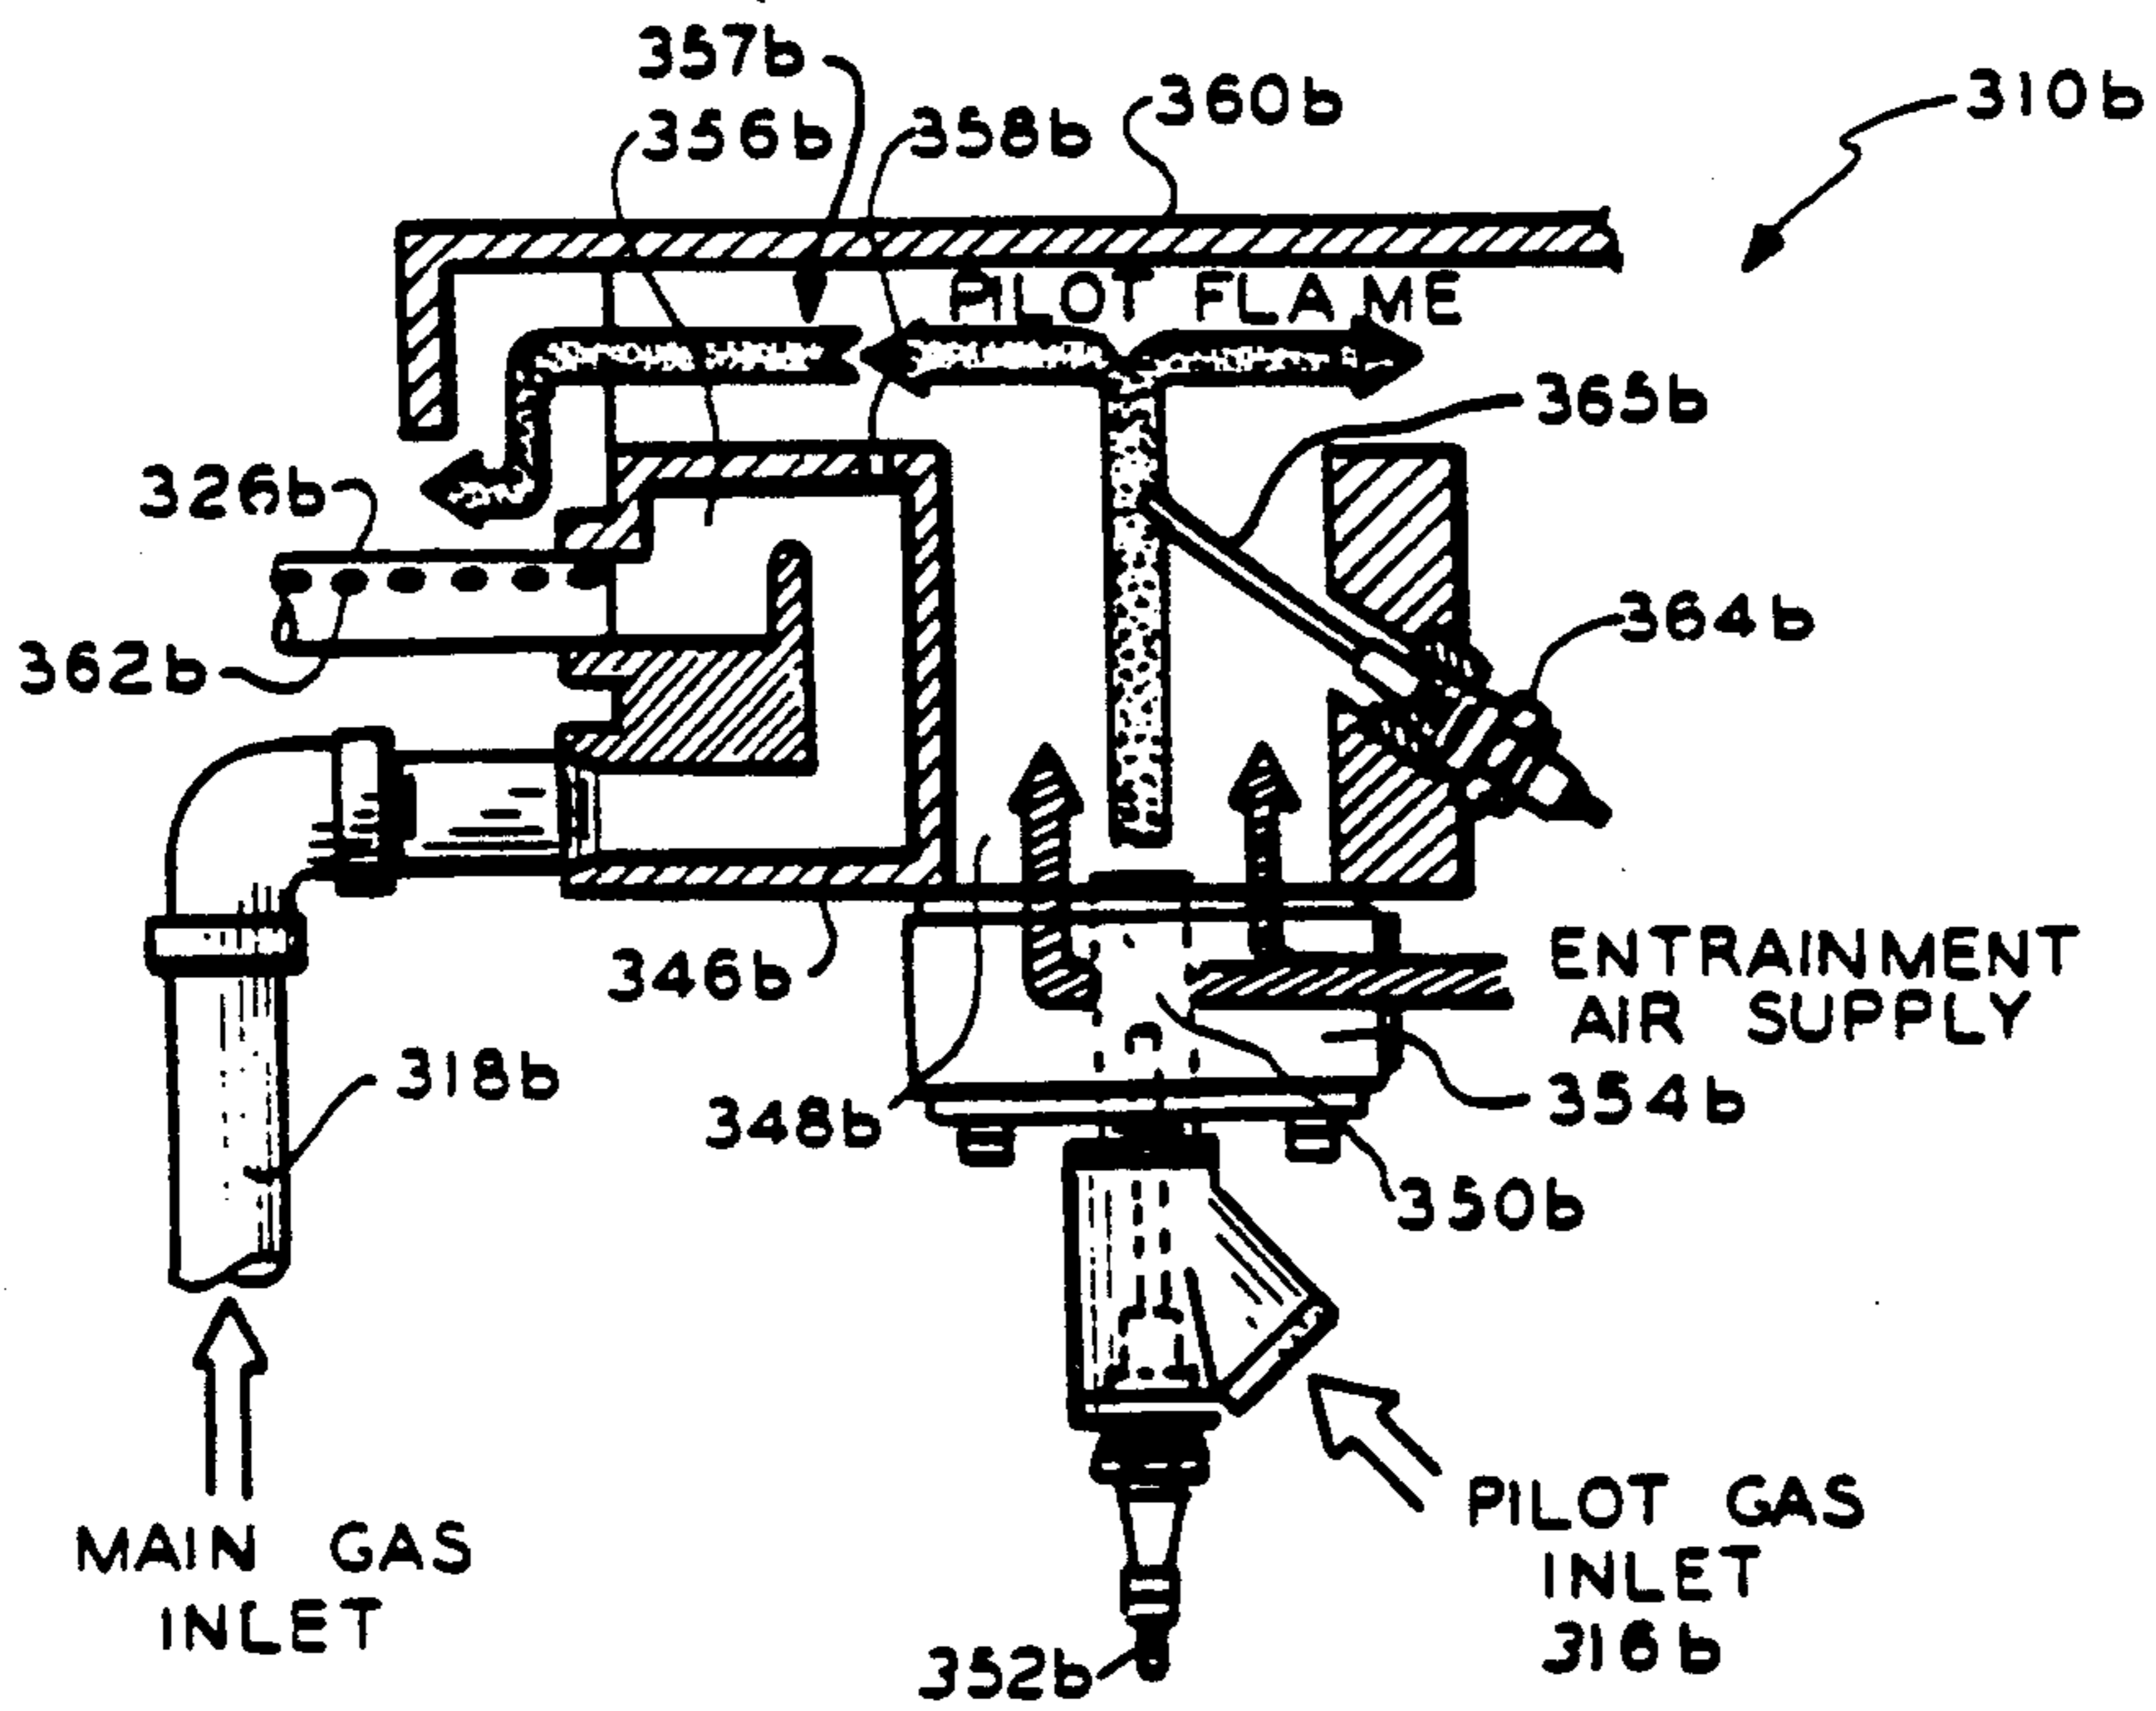 357b
356b
358b
360b
310b
PILOT FLAME
365b
326b
364b
362b
346b
ENTRAINMENT
AIR SUPPLY
318b
348b
354b
350b
MAIN GAS
INLET
PILOT GAS
INLET
316b
352b